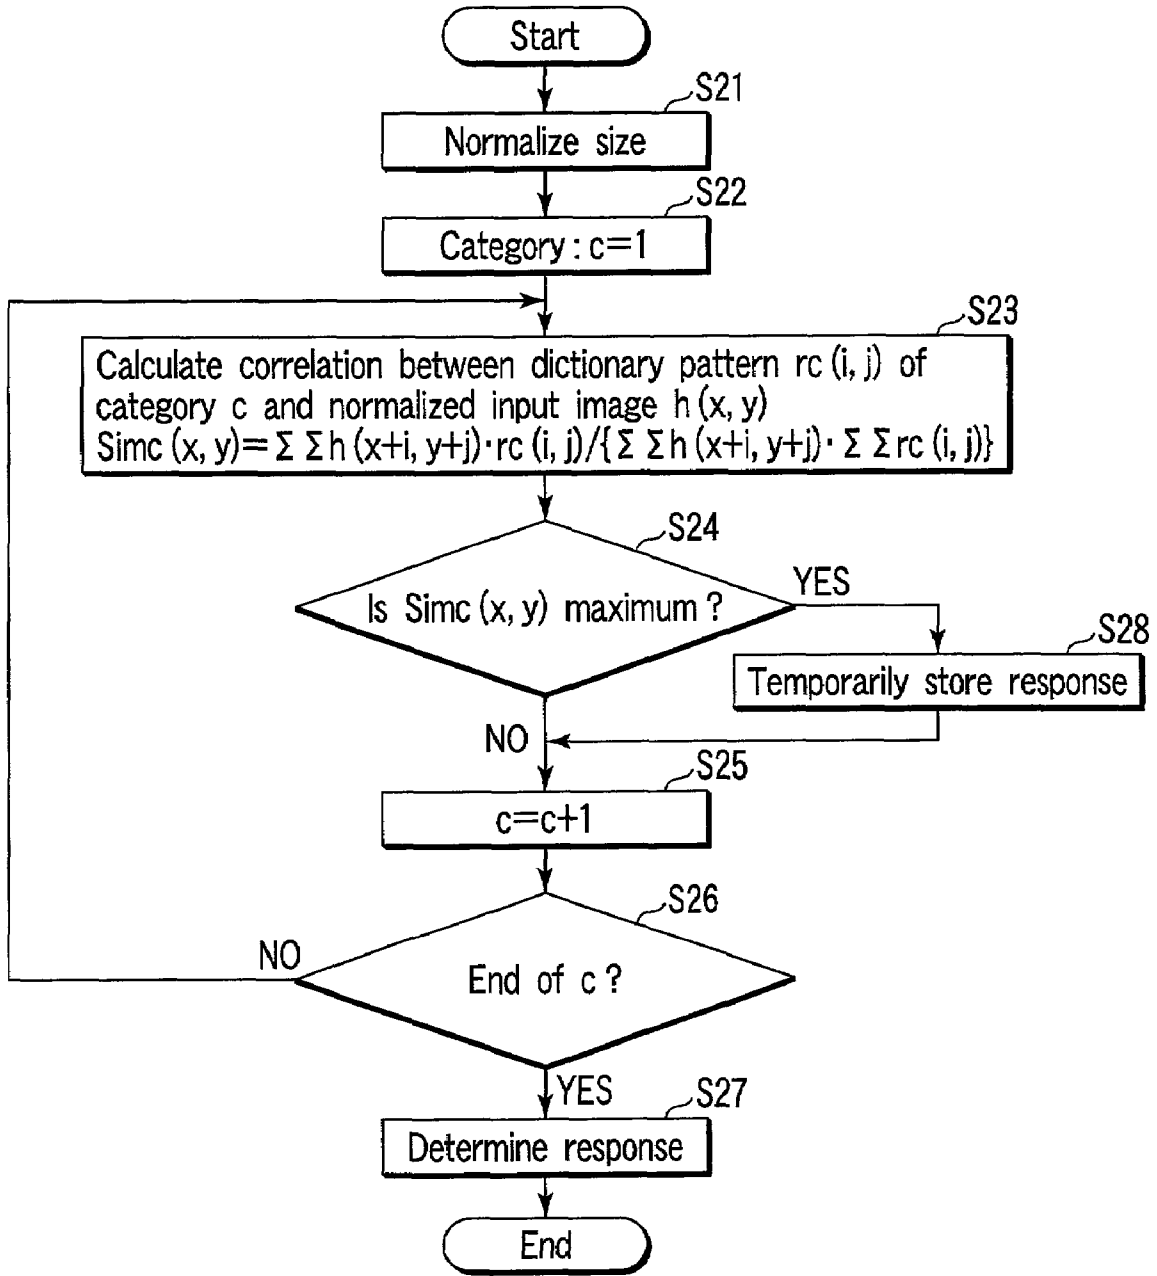 Start
S21
Normalize size
S22
Category : c=1
S23
Calculate correlation between dictionary pattern rc (i, j) of
category c and normalized input image h (x, y)
Simc (x, y)=Σ Σ h (x+i, y+j)·rc (i, j)/{Σ Σ h (x+i, y+j)· Σ Σ rc (i, j)}
S24
Is Simc (x, y) maximum ?
YES
S28
Temporarily store response
NO
S25
c=c+1
S26
NO
End of c ?
YES
S27
Determine response
End